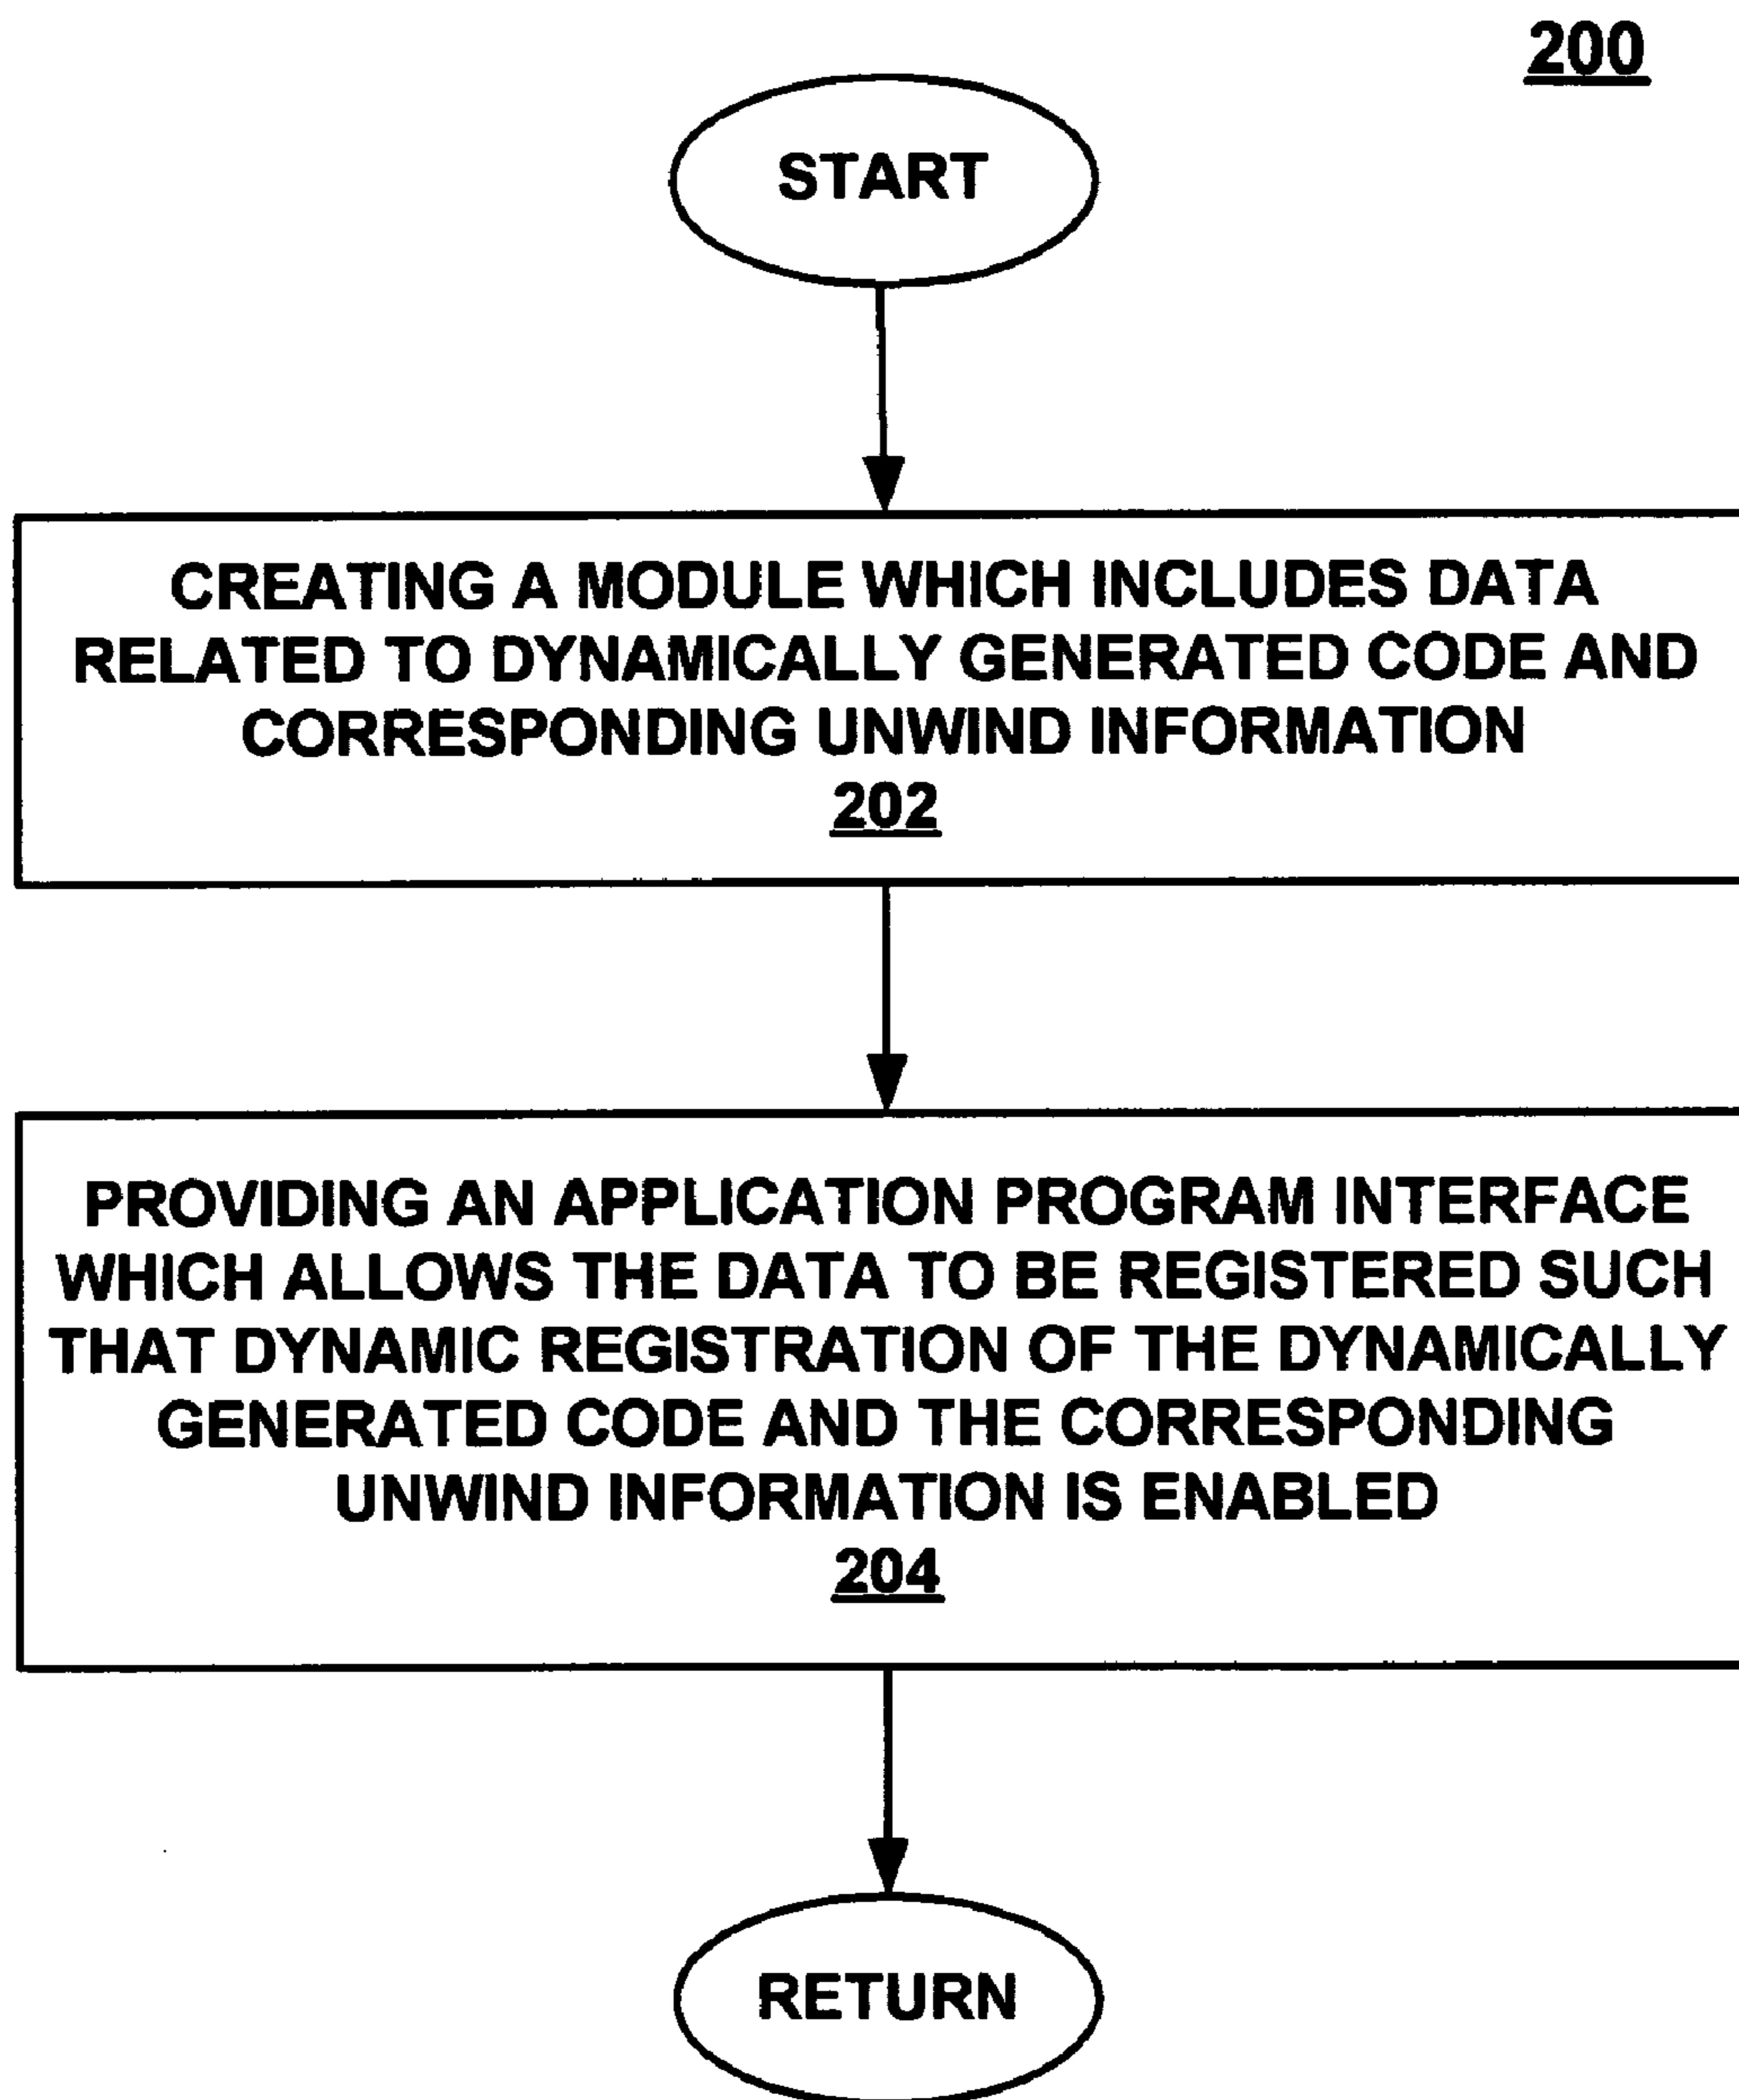 200
START
CREATING A MODULE WHICH INCLUDES DATA
RELATED TO DYNAMICALLY GENERATED CODE AND
CORRESPONDING UNWIND INFORMATION
202
PROVIDING AN APPLICATION PROGRAM INTERFACE
WHICH ALLOWS THE DATA TO BE REGISTERED SUCH
THAT DYNAMIC REGISTRATION OF THE DYNAMICALLY
GENERATED CODE AND THE CORRESPONDING
UNWIND INFORMATION IS ENABLED
204
RETURN